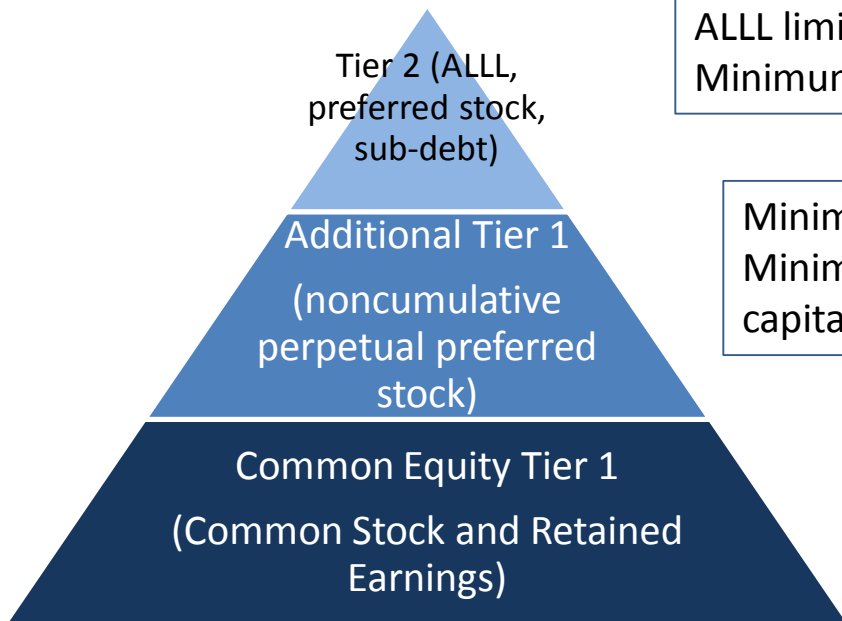 Tier 2 (ALLL,
preferred stock,
sub-debt)
ALLL
Additional Tier 1
(noncumulative
perpetual preferred
stock)
Common Equity Tier 1
(Common Stock and Retained
Earnings)